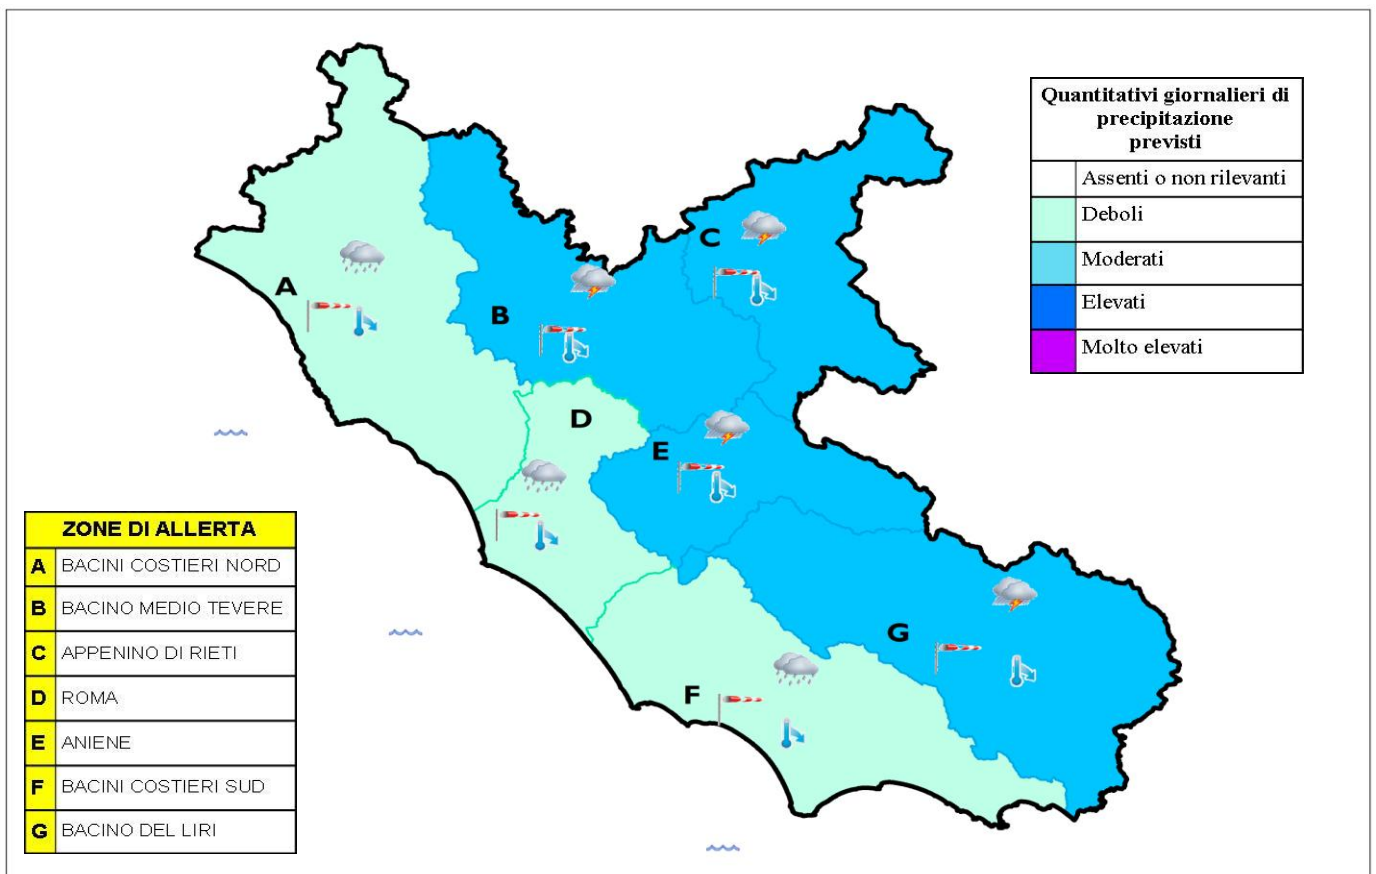 Quantitativi giornalieri di
precipitazione
previsti
Assenti o non rilevanti
Deboli
Moderati
Elevati
Molto elevati
C
A
B
D
E
G
F
ZONE DI ALLERTA
A BACINI COSTIERI NORD
B BACINO MEDIO TEVERE
C APPENINO DI RIETI
D ROMA
E ANIENE
F BACINI COSTIERI SUD
G BACINO DEL LIRI